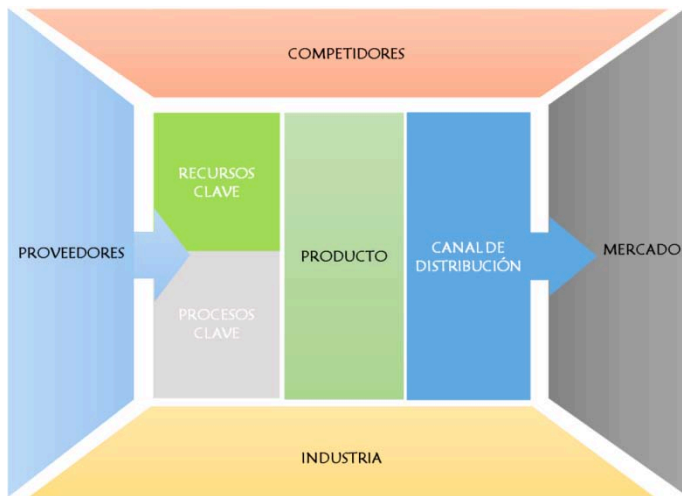 COMPETIDORES
PROVEEDORES
RECURSOS
CLAVE
PROCESOS
CLAVE
PRODUCTO
CANAL DE
DISTRIBUCIÓN
MERCADO
INDUSTRIA